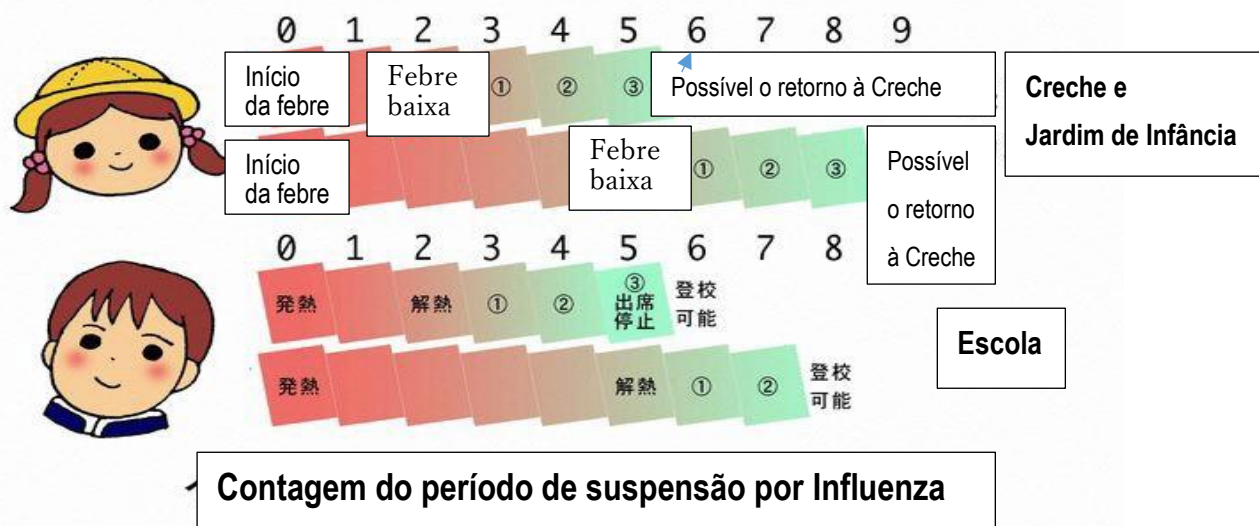 0 1 2 3 4 5 6 7 8 9
Início
da febre
Febre
baixa
① ② ③
Possível o retorno à Creche
Creche e
Jardim de Infância
Início
da febre
Febre
baixa
① ② ③
Possível
o retorno
à Creche
0 1 2 3 4 5 6 7 8
発熱 解熱 ① ② ③
出席
停止
登校
可能
Escola
発熱 解熱 ① ②
登校
可能
Contagem do período de suspensão por Influenza